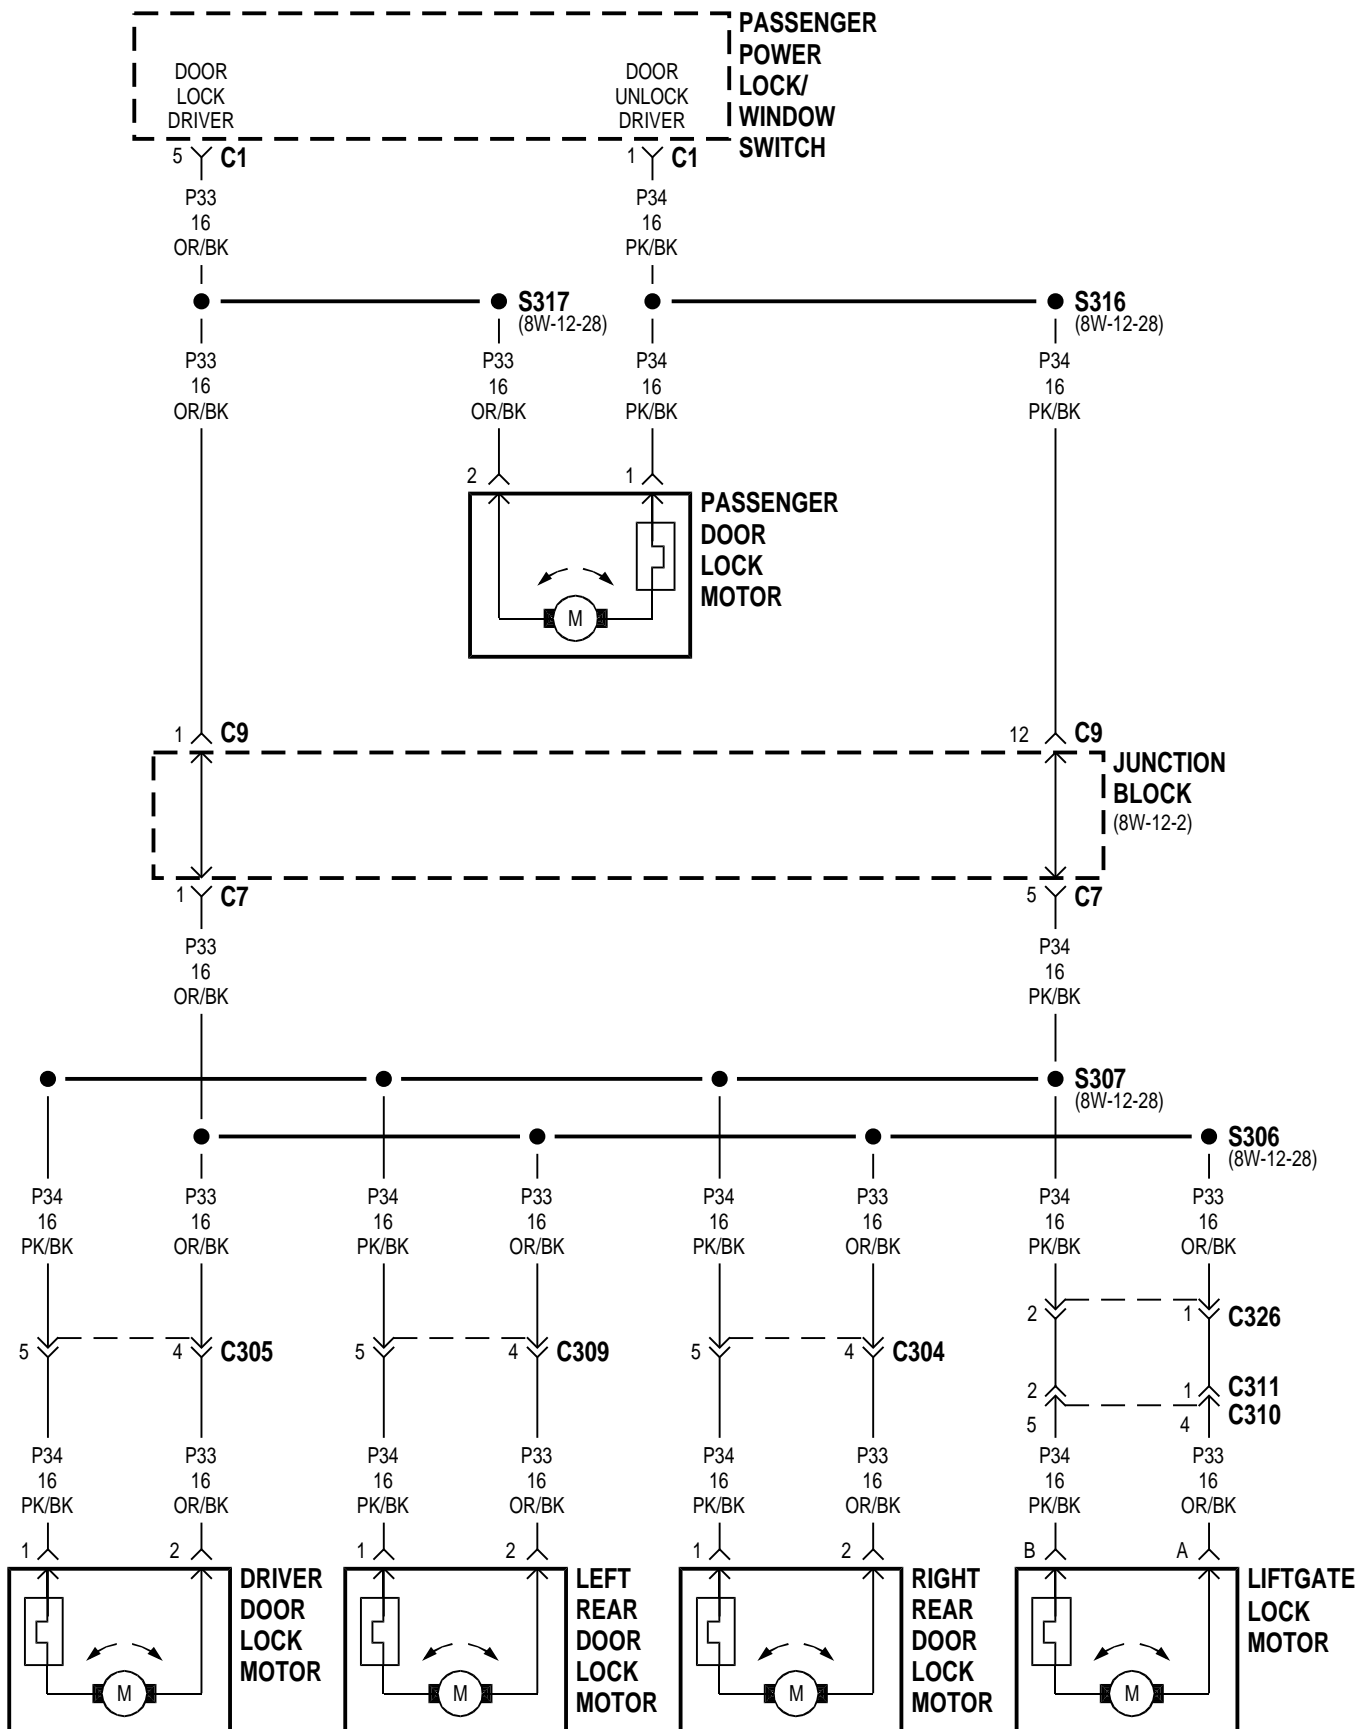 PASSENGER
POWER
LOCK/
WINDOW
SWITCH
DOOR
LOCK
DRIVER
DOOR
UNLOCK
DRIVER
5 C1
1 C1
P33
16
OR/BK
P34
16
PK/BK
S317
(8W-12-28)
S316
(8W-12-28)
P33
16
OR/BK
P33
16
OR/BK
P34
16
PK/BK
P34
16
PK/BK
2
1
PASSENGER
DOOR
LOCK
MOTOR
M
1 C9
12 C9
JUNCTION
BLOCK
(8W-12-2)
1 C7
5 C7
P33
16
OR/BK
P34
16
PK/BK
S307
(8W-12-28)
S306
(8W-12-28)
P34
16
PK/BK
P33
16
OR/BK
P34
16
PK/BK
P33
16
OR/BK
P34
16
PK/BK
P33
16
OR/BK
P34
16
PK/BK
P33
16
OR/BK
2 1 C326
5 4 C305
5 4 C309
5 4 C304
2 1 C311
5 4 C310
P34
16
PK/BK
P33
16
OR/BK
P34
16
PK/BK
P33
16
OR/BK
P34
16
PK/BK
P33
16
OR/BK
P34
16
PK/BK
P33
16
OR/BK
1 2
1 2
1 2
B A
DRIVER
DOOR
LOCK
MOTOR
M
LEFT
REAR
DOOR
LOCK
MOTOR
M
RIGHT
REAR
DOOR
LOCK
MOTOR
M
LIFTGATE
LOCK
MOTOR
M